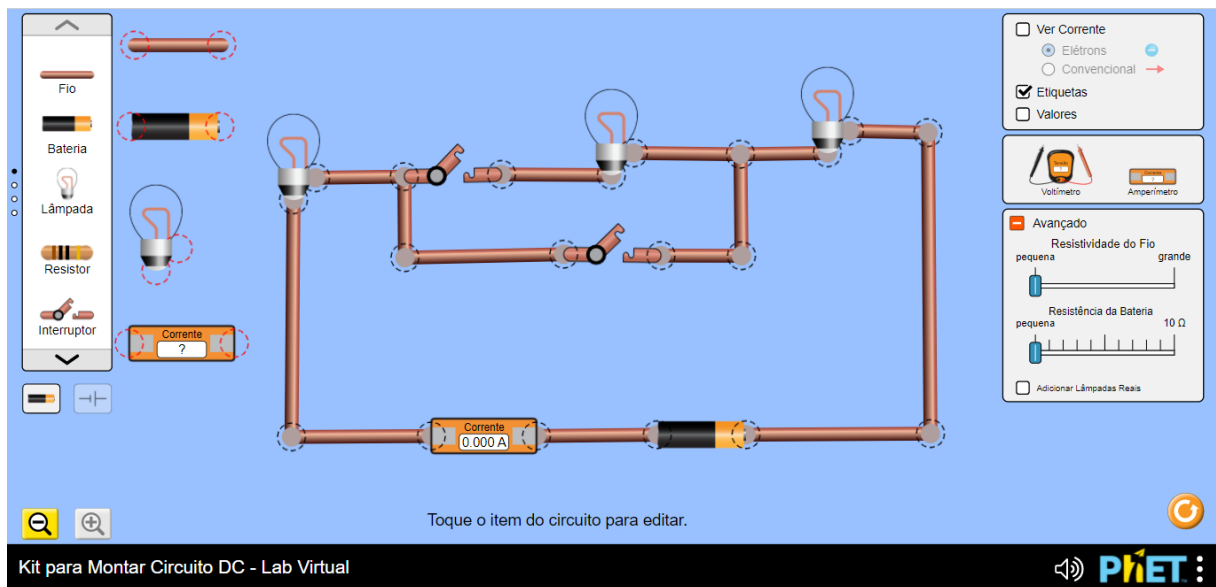 Fio
Bateria
Lâmpada
Resistor
Interruptor
Corrente
?
Corrente
0.000 A
Toque o item do circuito para editar.
Ver Corrente
Elétrons
Convencional
Etiquetas
Valores
Voltímetro
Corrente
?
Amperímetro
Avançado
Resistividade do Fio
pequena
grande
Resistência da Bateria
pequena
10 Ω
Adicionar Lâmpadas Reais
Kit para Montar Circuito DC - Lab Virtual
PhET